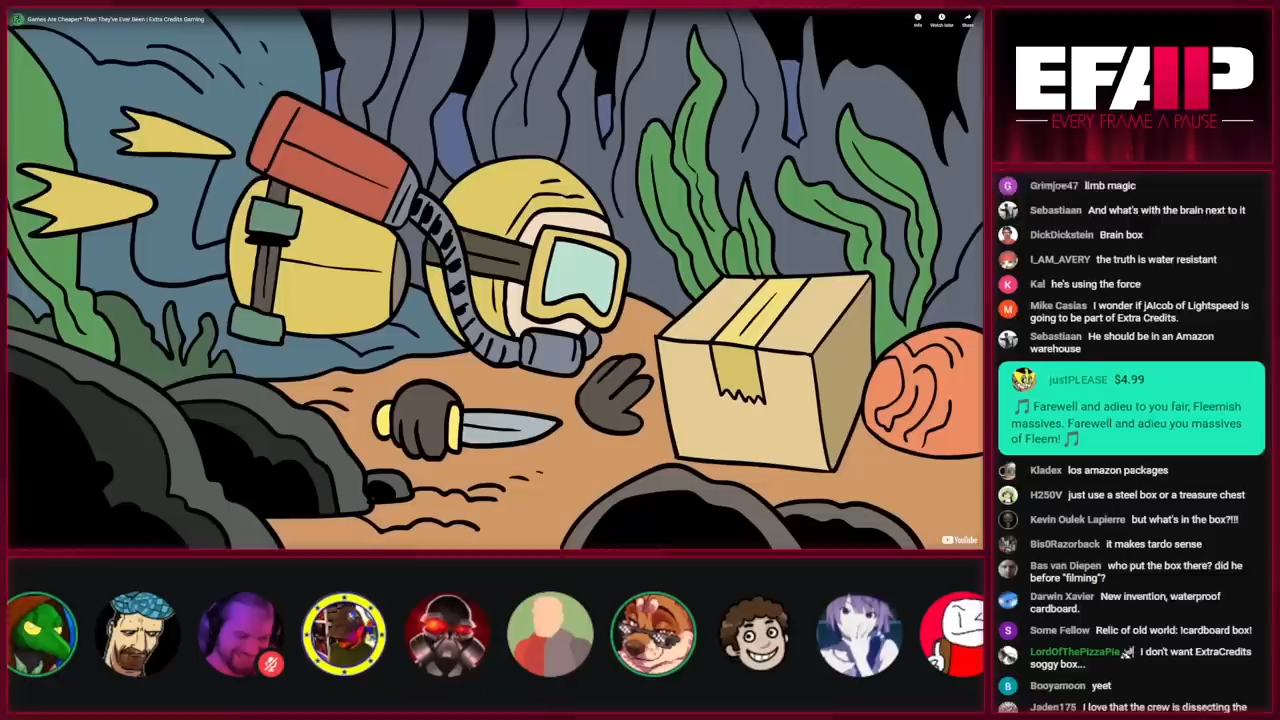 Games Are Cheaper* Than They've Ever Been | Extra Credits Gaming
Info
Watch later
Share
YouTube
EFAP
EVERY FRAME A PAUSE
Grimjoe47 limb magic
Sebastiaan And what's with the brain next to it
DickDickstein Brain box
I_AM_AVERY the truth is water resistant
Kal he's using the force
Mike Casias I wonder if jAIcob of Lightspeed is
going to be part of Extra Credits.
Sebastiaan He should be in an Amazon
warehouse
justPLEASE $4.99
🎵 Farewell and adieu to you fair, Fleemish
massives. Farewell and adieu you massives
of Fleem! 🎵
Kladex los amazon packages
H250V just use a steel box or a treasure chest
Kevin Oulek Lapierre but what's in the box?!!!
Bis0Razorback it makes tardo sense
Bas van Diepen who put the box there? did he
before "filming"?
Darwin Xavier New invention, waterproof
cardboard.
Some Fellow Relic of old world: !cardboard box!
LordOfThePizzaPie I don't want ExtraCredits
soggy box...
Booyamoon yeet
Jaden175 I love that the crew is dissecting the